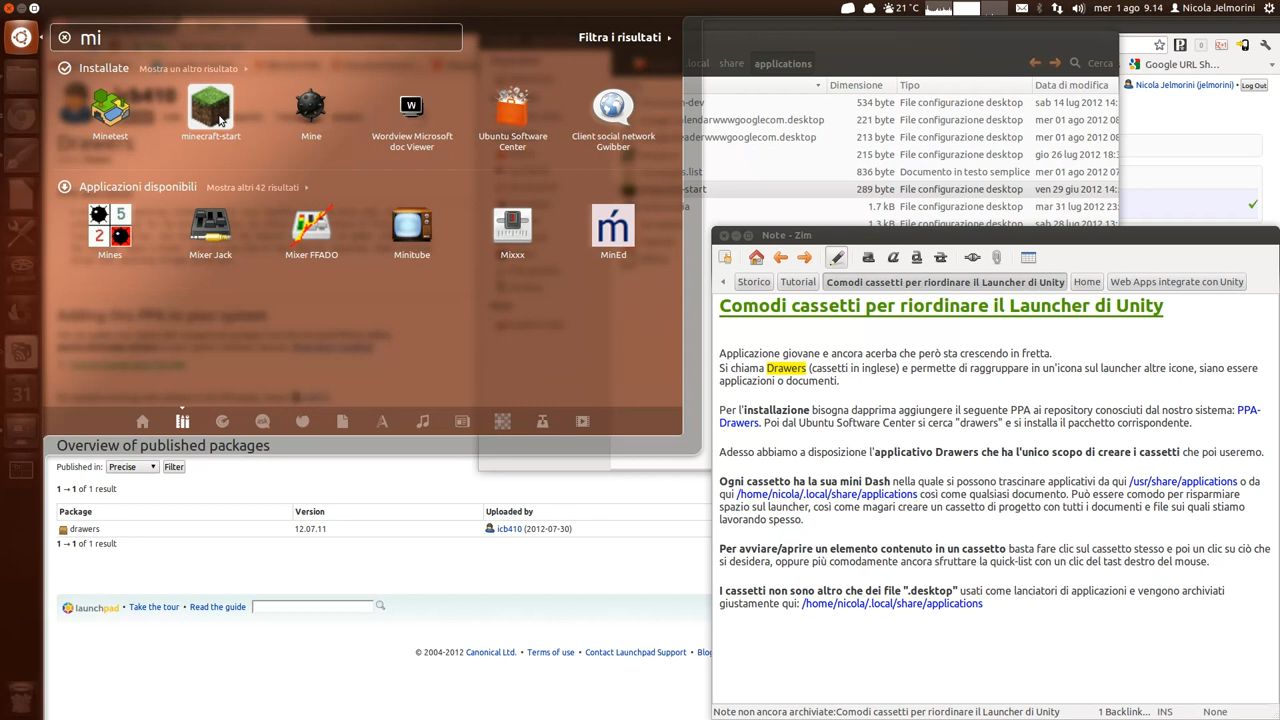 21 °C
mer 1 ago 9.14
Nicola Jelmorini
mi
Filtra i risultati
Installate Mostra un altro risultato
Minetest
minecraft-start
Mine
Wordview Microsoft doc Viewer
Ubuntu Software Center
Client social network Gwibber
Applicazioni disponibili Mostra altri 42 risultati
Mines
Mixer Jack
Mixer FFADO
Minitube
Mixxx
MinEd
.local share applications Cerca
Dimensione Tipo Data di modifica
-dev 534 byte File configurazione desktop sab 14 lug 2012 14:
lendarwwwgooglecom.desktop 221 byte File configurazione desktop mer 01 ago 2012 0
eaderwwwgooglecom.desktop 213 byte File configurazione desktop mer 01 ago 2012 0
215 byte File configurazione desktop gio 26 lug 2012 18:
s.list 836 byte Documento in testo semplice mer 01 ago 2012 07
-start 289 byte File configurazione desktop ven 29 giu 2012 14:
1.7 kB File configurazione desktop mar 31 lug 2012
1.3 kB File configurazione desktop sab 28 lug 2012
Google URL Sh...
Nicola Jelmorini (jelmorini) Log Out
Note - Zim
Storico Tutorial Comodi cassetti per riordinare il Launcher di Unity Home Web Apps integrate con Unity
Comodi cassetti per riordinare il Launcher di Unity
Applicazione giovane e ancora acerba che però sta crescendo in fretta.
Si chiama Drawers (cassetti in inglese) e permette di raggruppare in un'icona sul launcher altre icone, siano essere
applicazioni o documenti.
Per l'installazione bisogna dapprima aggiungere il seguente PPA ai repository conosciuti dal nostro sistema: PPA-
Drawers. Poi dal Ubuntu Software Center si cerca "drawers" e si installa il pacchetto corrispondente.
Adesso abbiamo a disposizione l'applicativo Drawers che ha l'unico scopo di creare i cassetti che poi useremo.
Ogni cassetto ha la sua mini Dash nella quale si possono trascinare applicativi da qui /usr/share/applications o da
qui /home/nicola/.local/share/applications così come qualsiasi documento. Può essere comodo per risparmiare
spazio sul launcher, così come magari creare un cassetto di progetto con tutti i documenti e file sui quali stiamo
lavorando spesso.
Per avviare/aprire un elemento contenuto in un cassetto basta fare clic sul cassetto stesso e poi un clic su ciò che
si desidera, oppure più comodamente ancora sfruttare la quick-list con un clic del tast destro del mouse.
I cassetti non sono altro che dei file ".desktop" usati come lanciatori di applicazioni e vengono archiviati
giustamente qui: /home/nicola/.local/share/applications
Note non ancora archiviate:Comodi cassetti per riordinare il Launcher di Unity 1 Backlink... INS None
Overview of published packages
Published in: Precise Filter
1 → 1 of 1 result
Package Version Uploaded by
drawers 12.07.11 icb410 (2012-07-30)
1 → 1 of 1 result
launchpad • Take the tour • Read the guide
© 2004-2012 Canonical Ltd. • Terms of use • Contact Launchpad Support • Blog